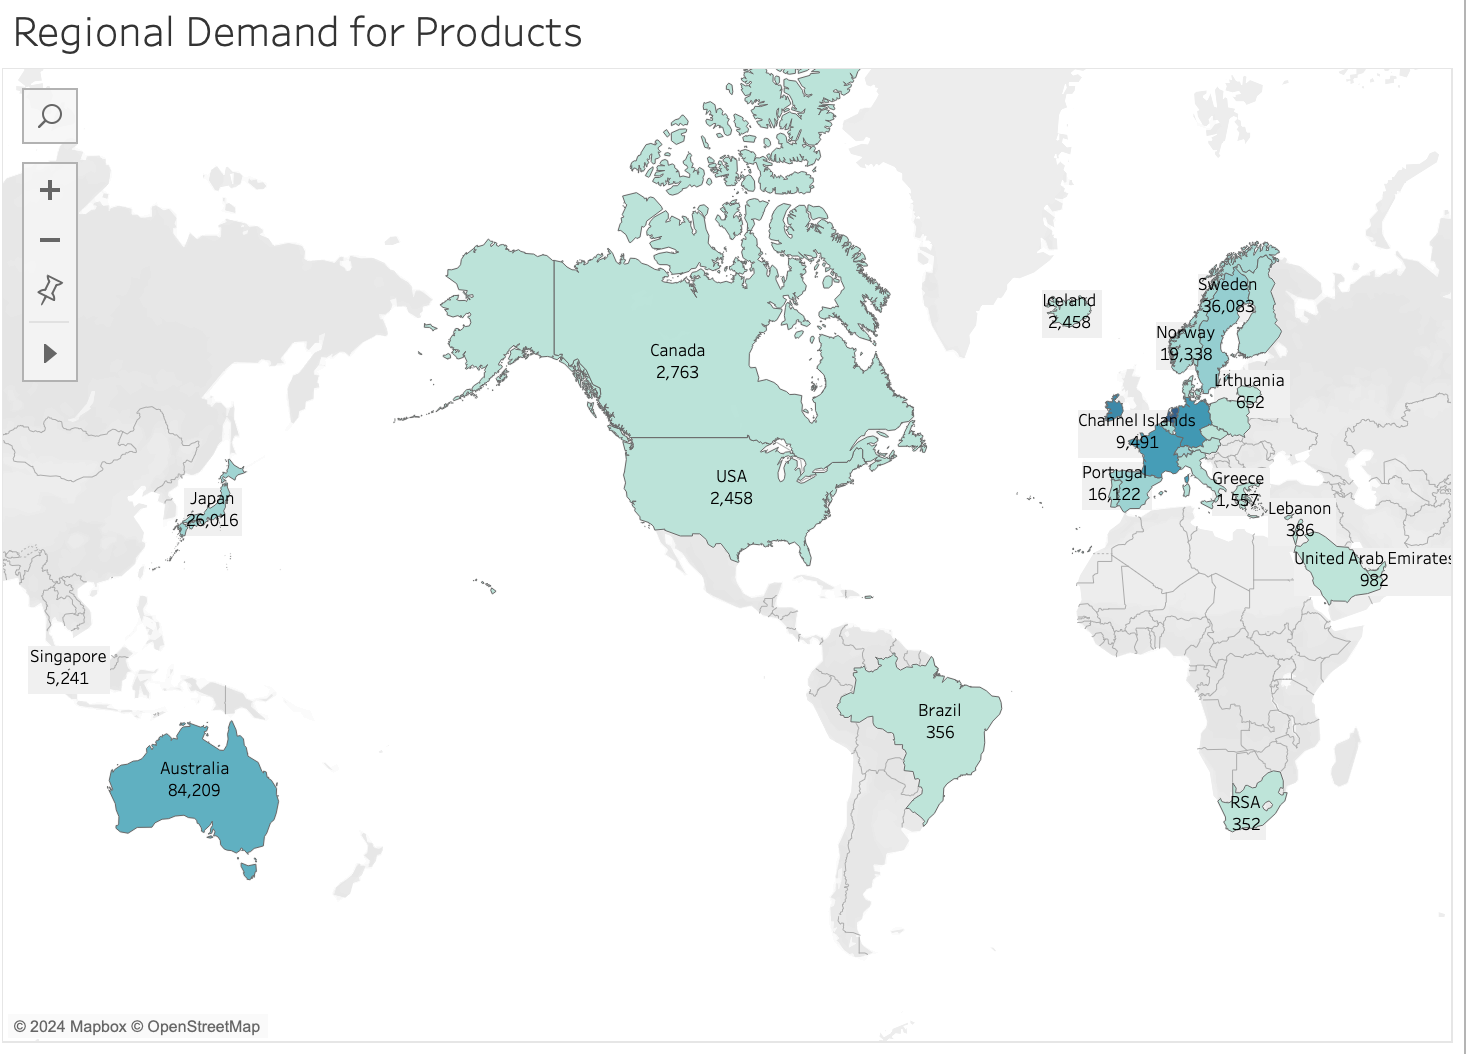 Regional Demand for Products
Sweden
36,083
Iceland
2,458
Norway
19,338
Canada
2,763
Lithuania
652
Channel Islands
9,491
USA
2,458
Portugal
16,122
Greece
1,557
Japan
26,016
Lebanon
386
United Arab Emirates
982
Singapore
5,241
Brazil
356
Australia
84,209
RSA
352
© 2024 Mapbox © OpenStreetMap